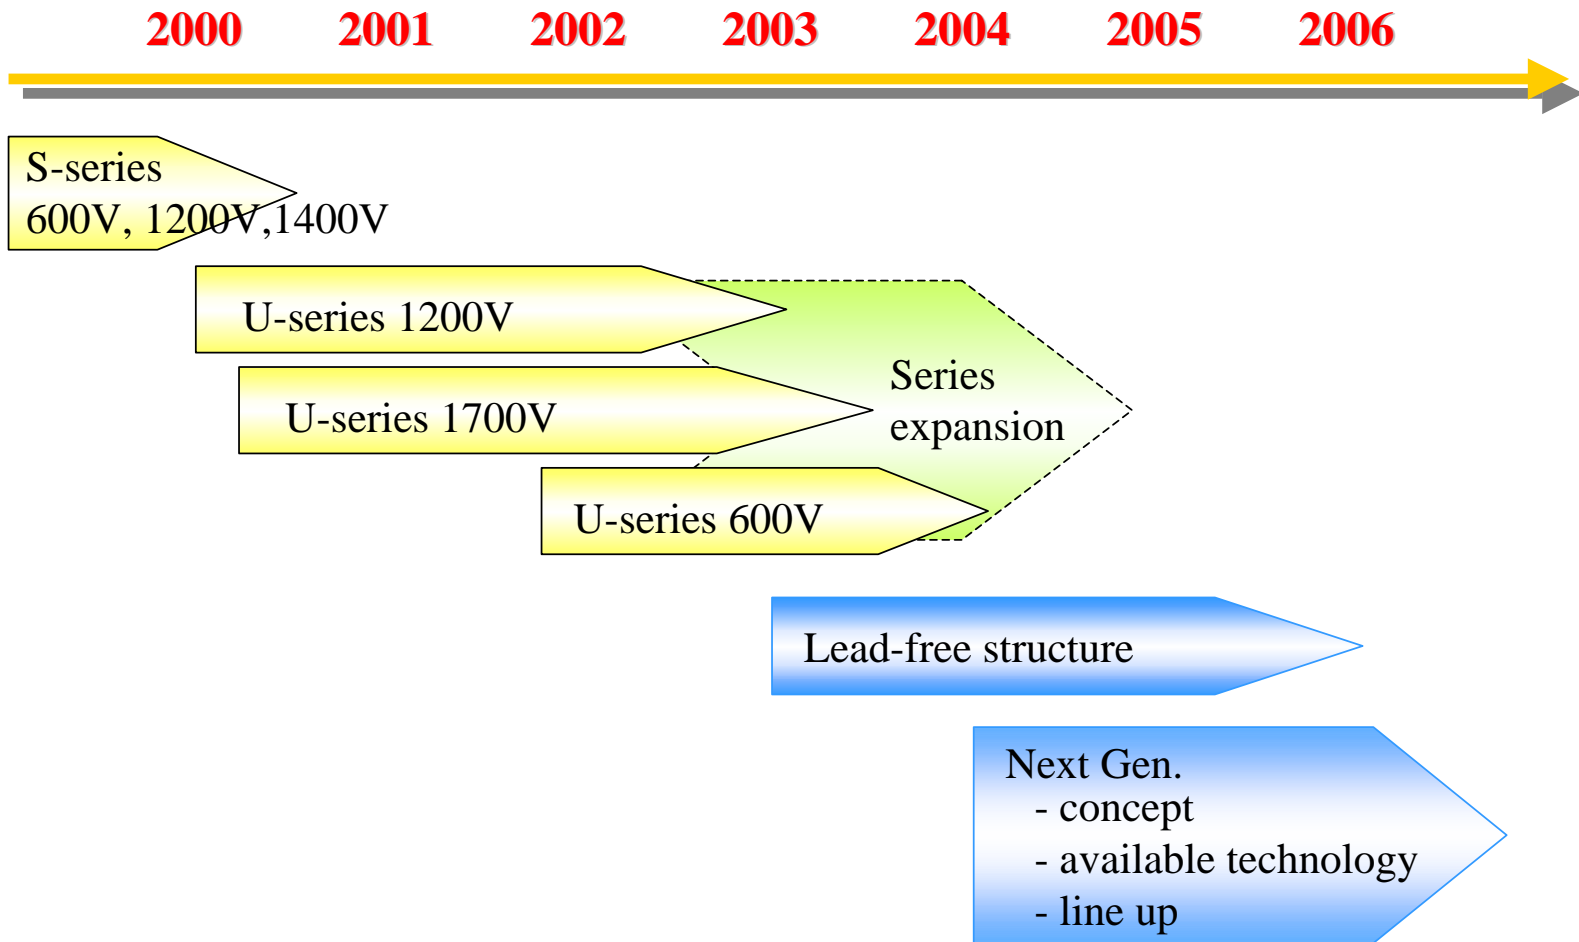 2000 2001 2002 2003 2004 2005 2006
S-series
600V, 1200V,1400V
U-series 1200V
Series
expansion
U-series 1700V
U-series 600V
Lead-free structure
Next Gen.
- concept
- available technology
- line up